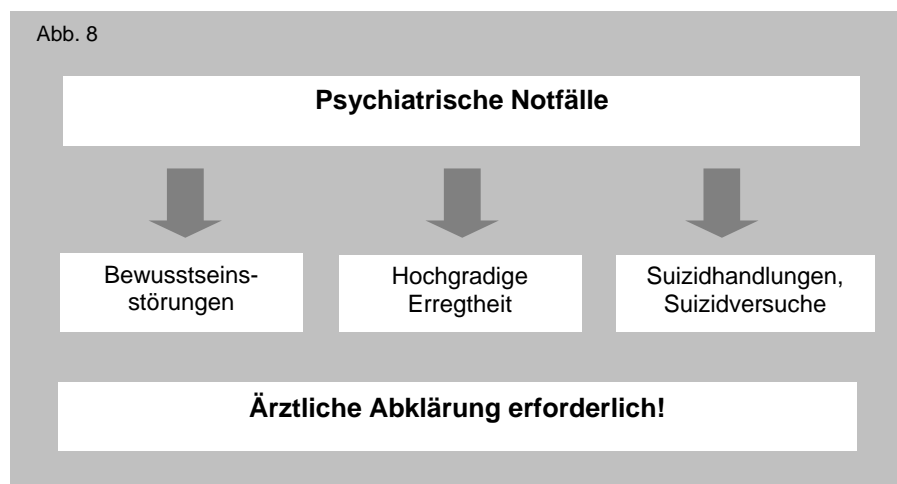 Abb. 8
Psychiatrische Notfälle
Bewusstseins-
störungen
Hochgradige
Erregtheit
Suizidhandlungen,
Suizidversuche
Ärztliche Abklärung erforderlich!